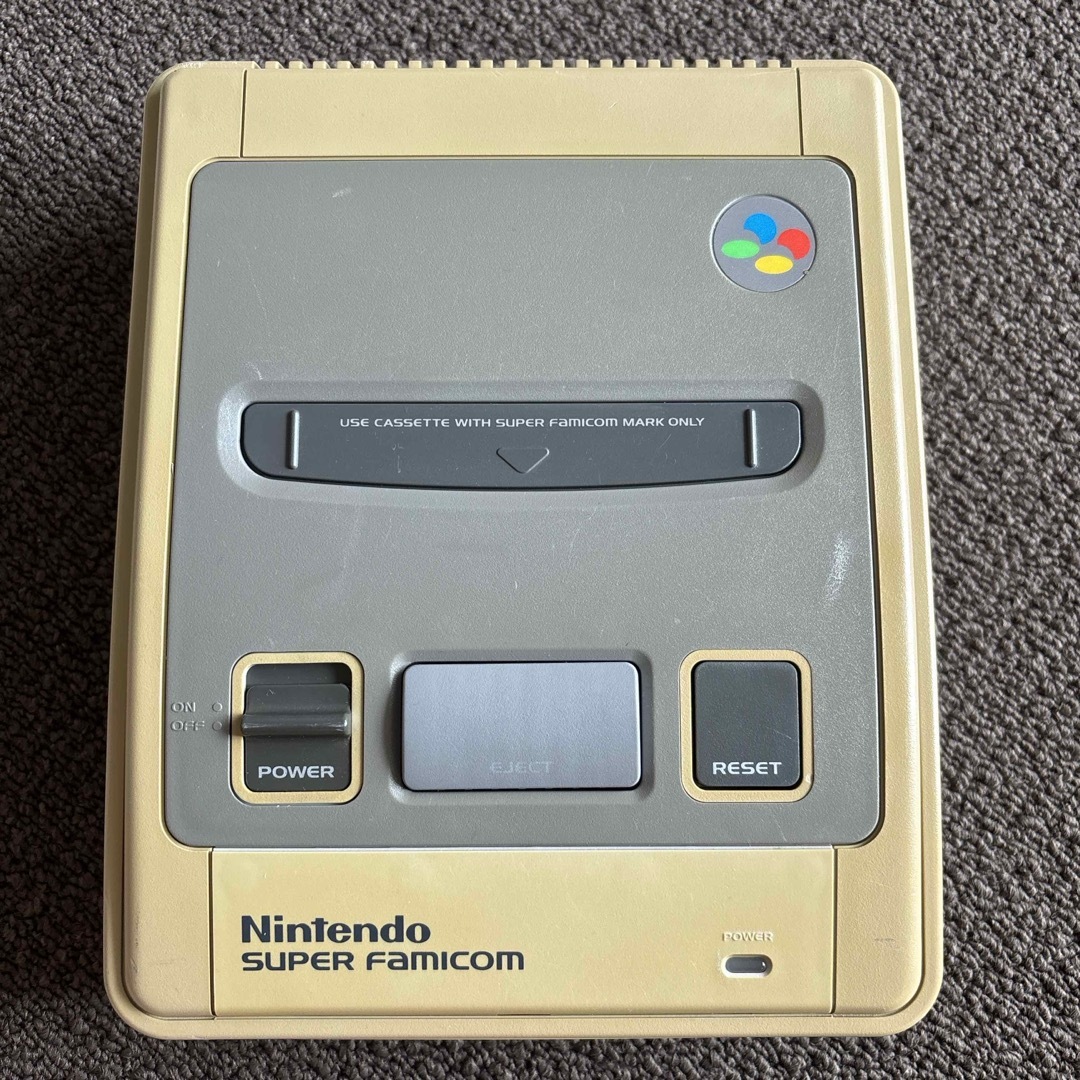 USE CASSETTE WITH SUPER FAMICOM MARK ONLY
ON
OFF
POWER
EJECT
RESET
Nintendo
SUPER FAMICOM
POWER